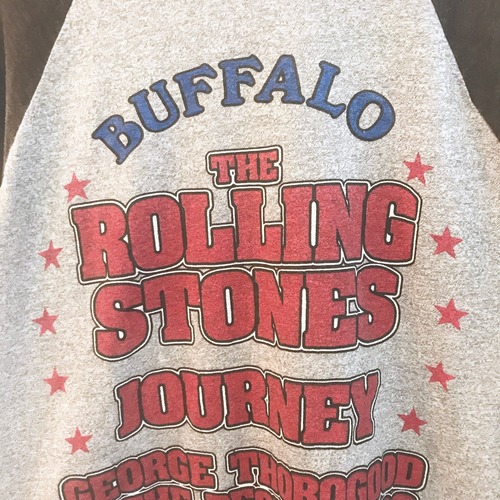 BUFFALO
THE
ROLLING
STONES
JOURNEY
GEORGE THOROGOOD